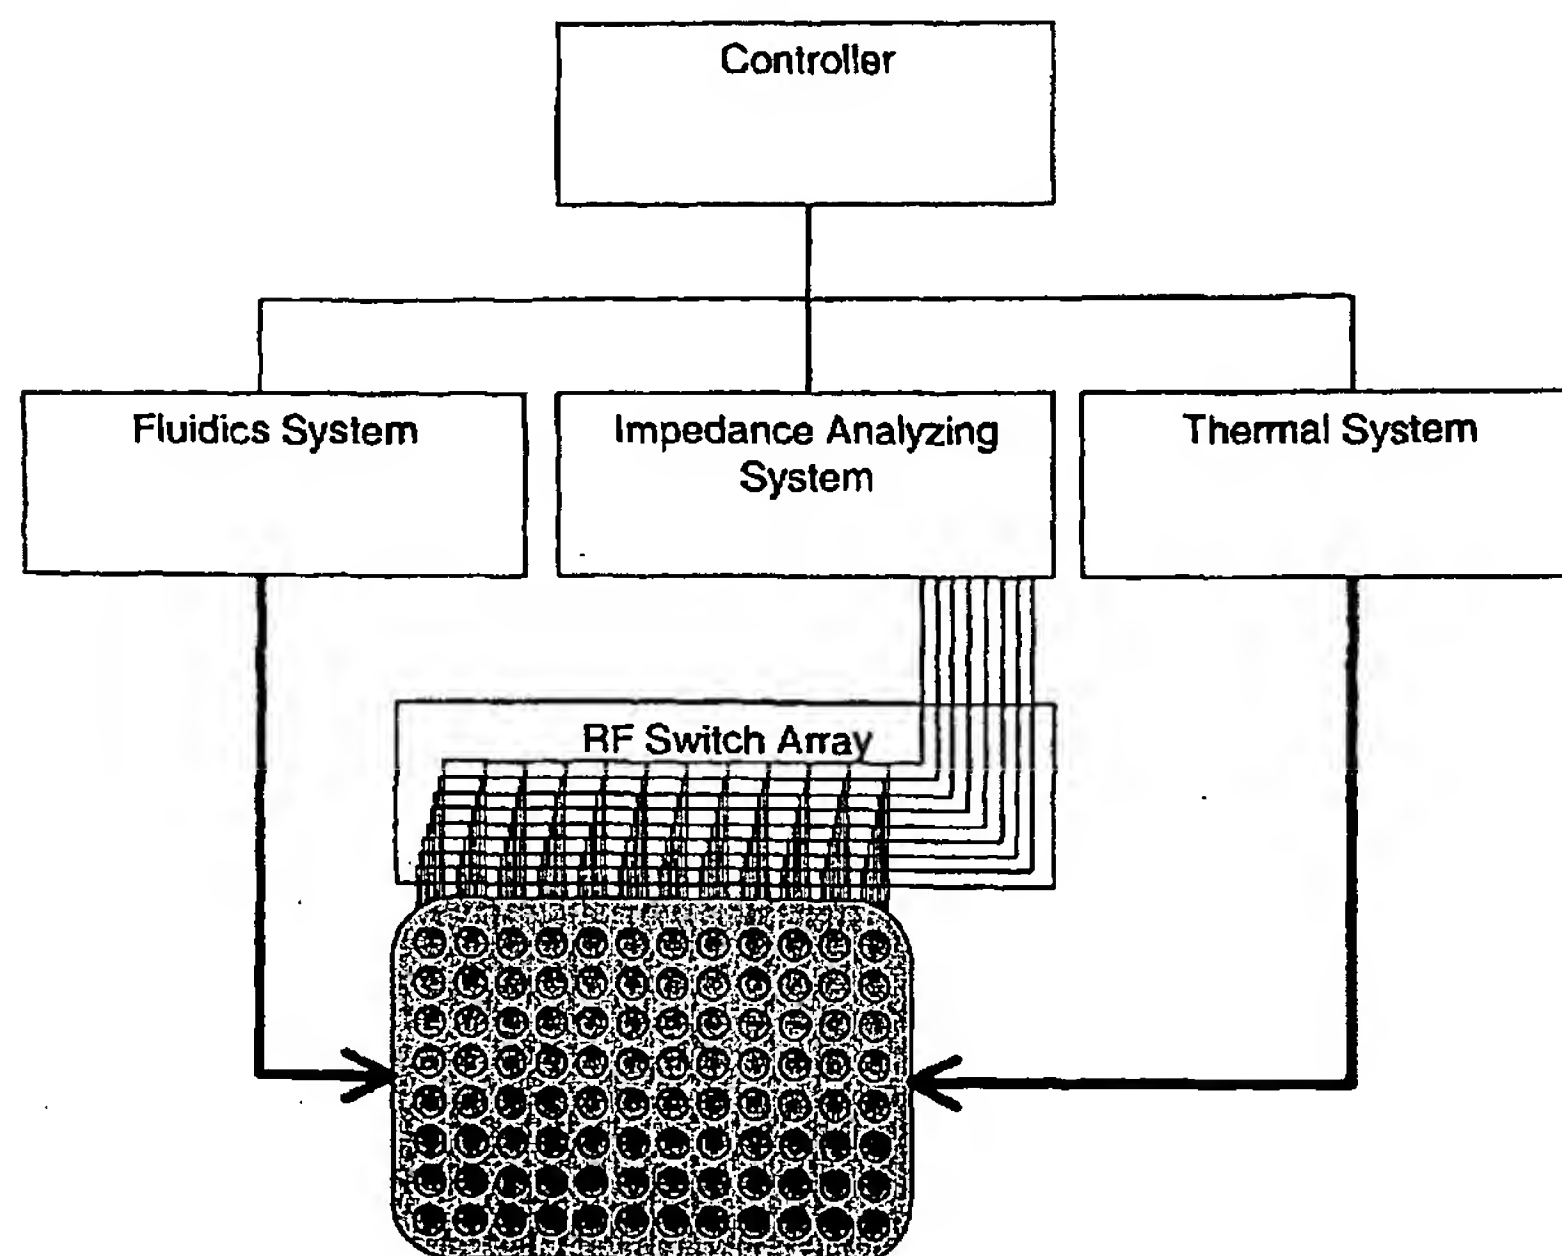 Controller
Fluidics System
Impedance Analyzing
System
Thermal System
RF Switch Array